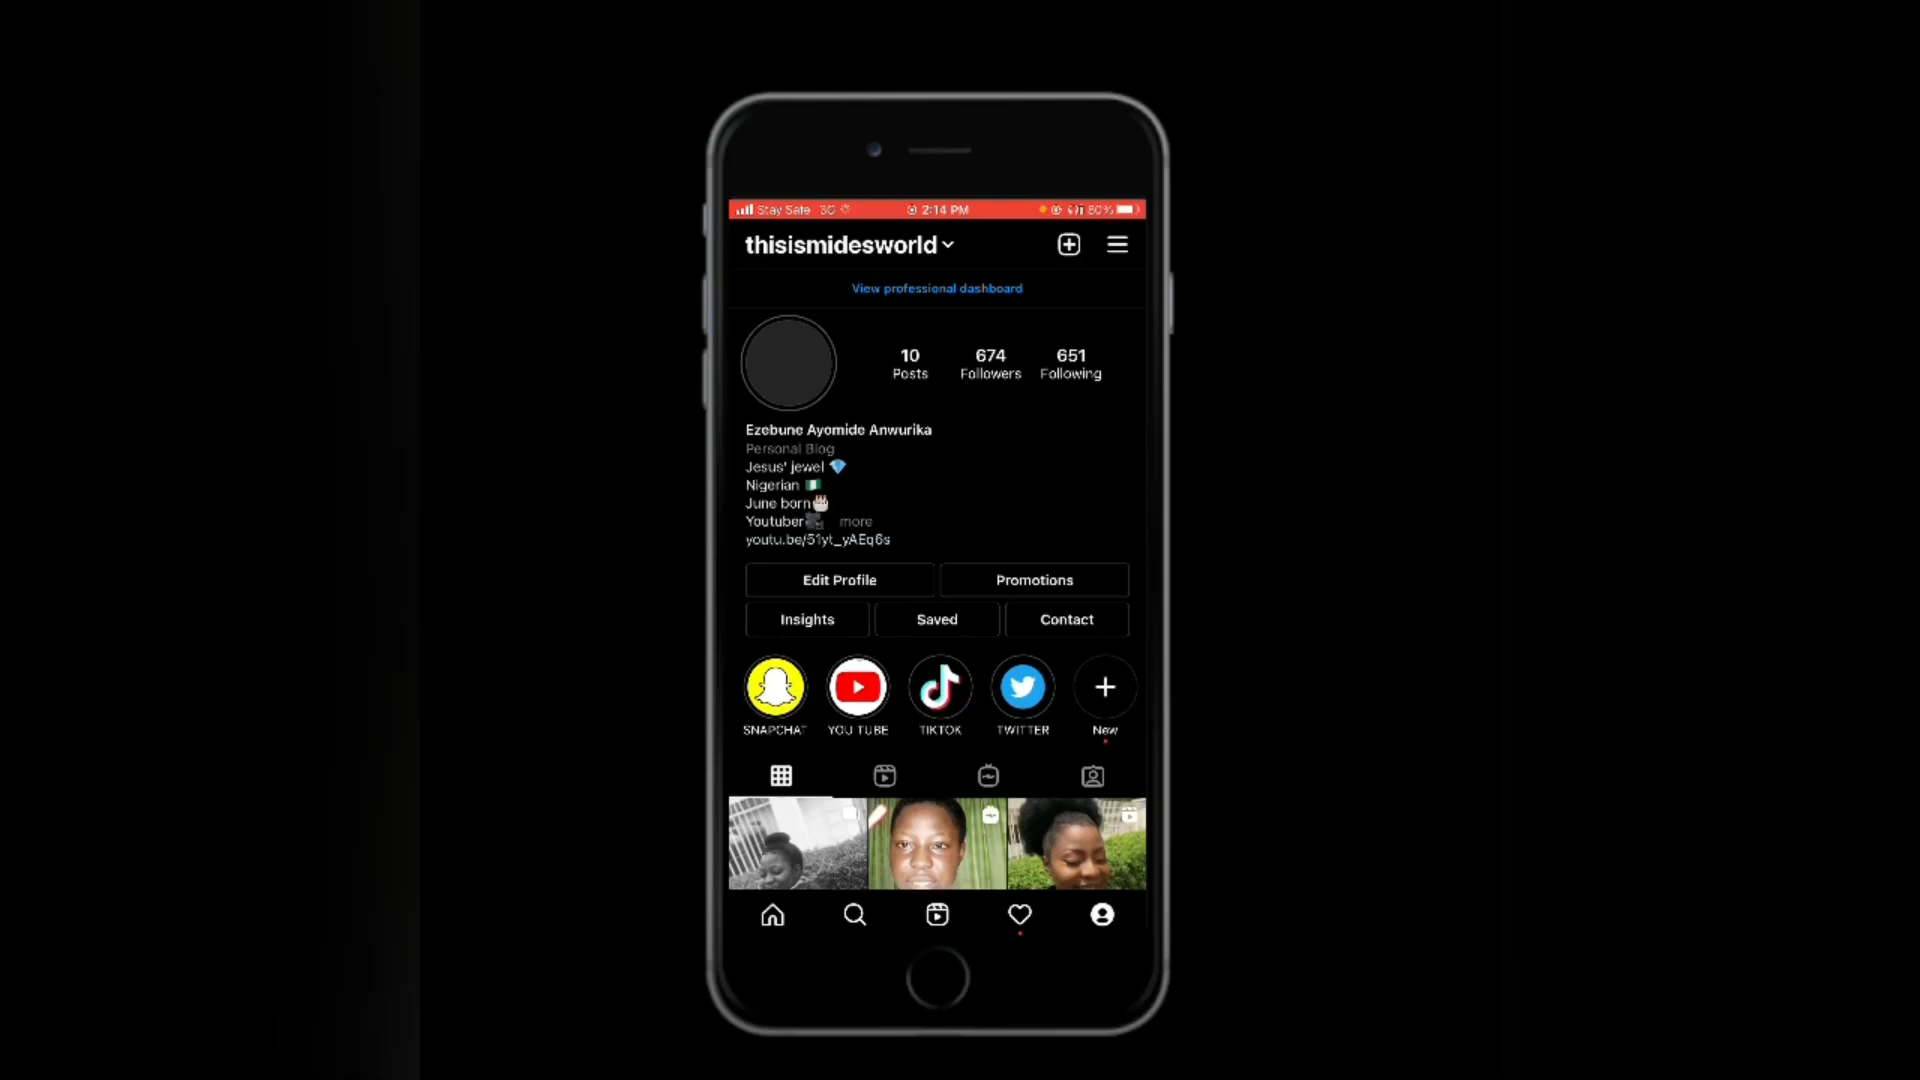 Stay Safe 3G 2:14 PM 80%
thisismidesworld
View professional dashboard
10 674 651
Posts Followers Following
Ezebune Ayomide Anwurika
Personal Blog
Jesus' jewel 💎
Nigerian 🇳🇬
June born🎂
Youtuber🎥 more
youtu.be/51yt_yAEq6s
Edit Profile Promotions
Insights Saved Contact
SNAPCHAT YOU TUBE TIKTOK TWITTER New